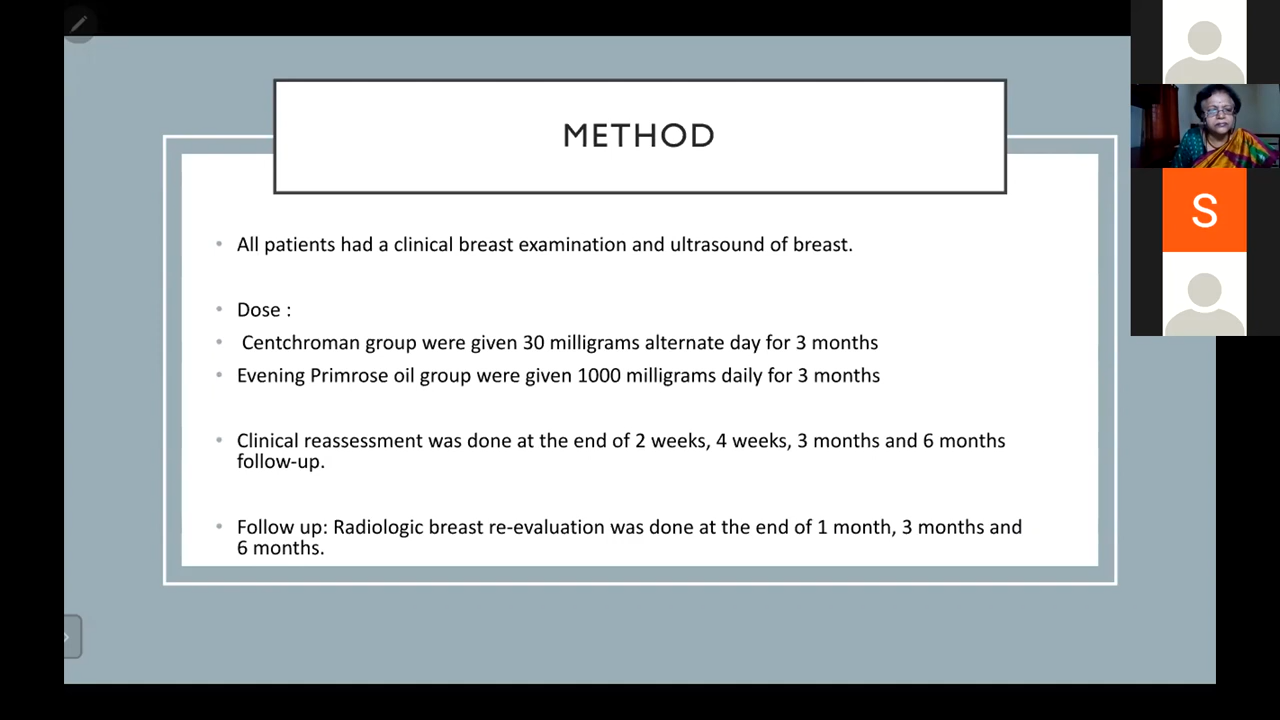 METHOD
• All patients had a clinical breast examination and ultrasound of breast.
• Dose :
• Centchroman group were given 30 milligrams alternate day for 3 months
• Evening Primrose oil group were given 1000 milligrams daily for 3 months
• Clinical reassessment was done at the end of 2 weeks, 4 weeks, 3 months and 6 months
follow-up.
• Follow up: Radiologic breast re-evaluation was done at the end of 1 month, 3 months and
6 months.
S